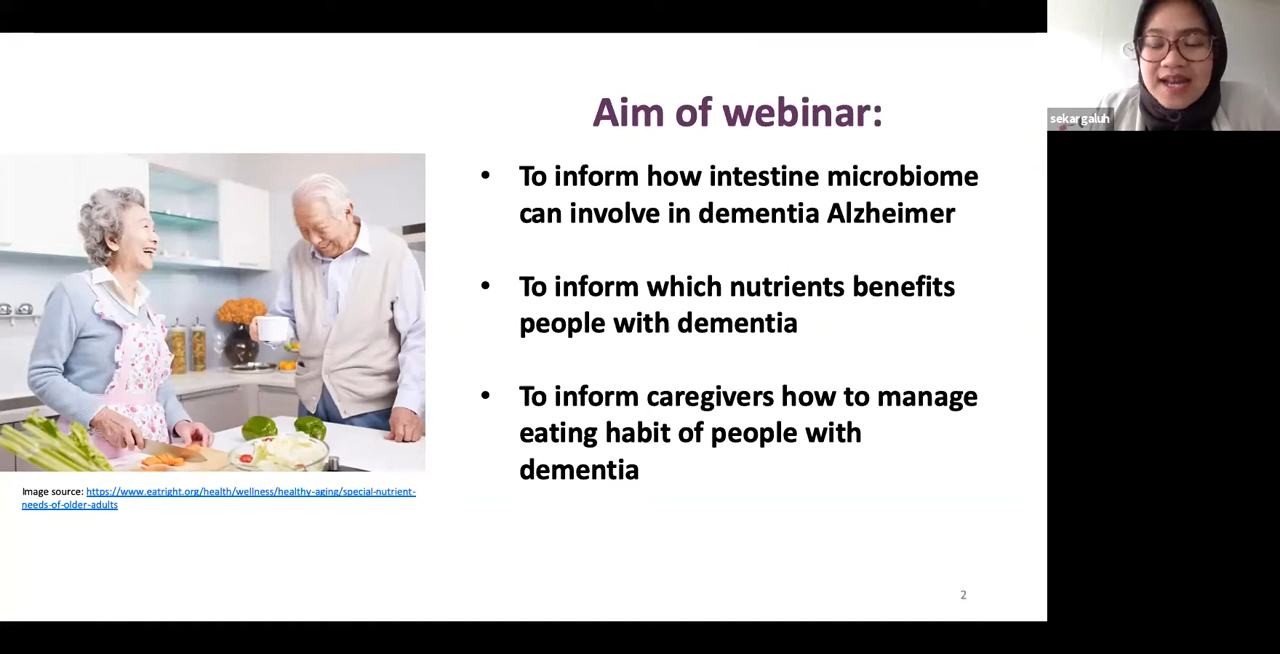 Aim of webinar:
• To inform how intestine microbiome
can involve in dementia Alzheimer
• To inform which nutrients benefits
people with dementia
• To inform caregivers how to manage
eating habit of people with
dementia
Image source: https://www.eatright.org/health/wellness/healthy-aging/special-nutrient-
needs-of-older-adults
2
sekargaluh